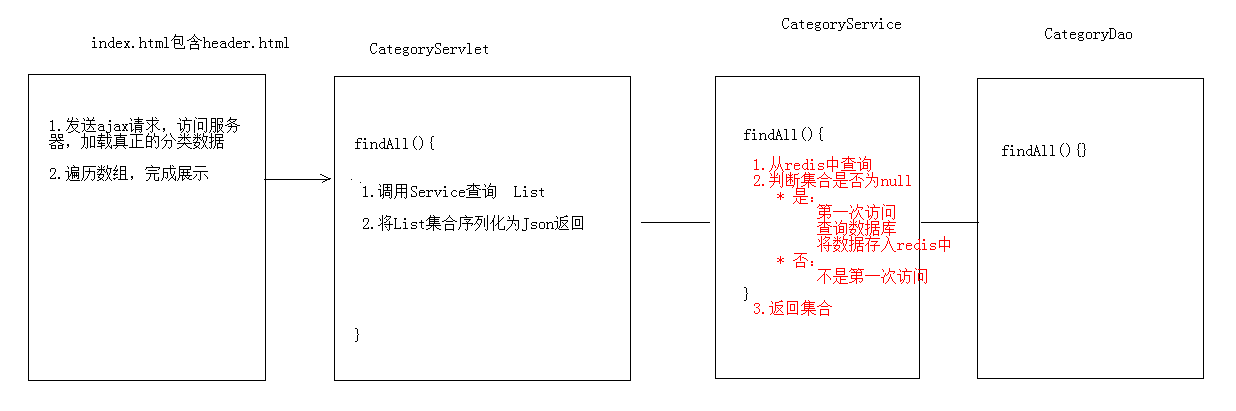 index.html包含header.html
CategoryServlet
CategoryService
CategoryDao
1.发送ajax请求，访问服务
器，加载真正的分类数据
2.遍历数组，完成展示
findAll(){
1.调用Service查询  List
2.将List集合序列化为Json返回
}
findAll(){
1.从redis中查询
2.判断集合是否为null
* 是：
第一次访问
查询数据库
将数据存入redis中
* 否：
不是第一次访问
}
3.返回集合
findAll(){}